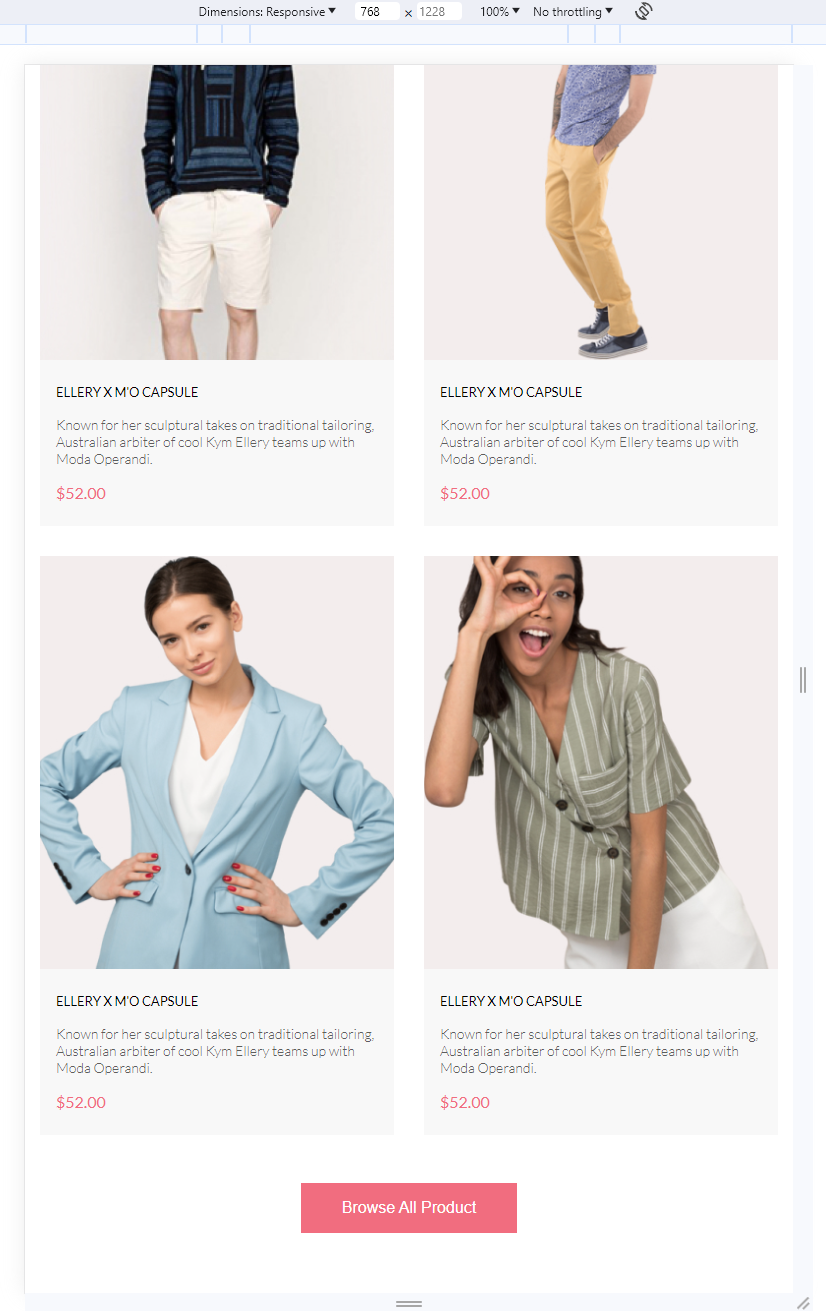 Dimensions: Responsive ▼ 768 × 1228 100% ▼ No throttling ▼
ELLERY X M'O CAPSULE
Known for her sculptural takes on traditional tailoring,
Australian arbiter of cool Kym Ellery teams up with
Moda Operandi.
$52.00
ELLERY X M'O CAPSULE
Known for her sculptural takes on traditional tailoring,
Australian arbiter of cool Kym Ellery teams up with
Moda Operandi.
$52.00
ELLERY X M'O CAPSULE
Known for her sculptural takes on traditional tailoring,
Australian arbiter of cool Kym Ellery teams up with
Moda Operandi.
$52.00
ELLERY X M'O CAPSULE
Known for her sculptural takes on traditional tailoring,
Australian arbiter of cool Kym Ellery teams up with
Moda Operandi.
$52.00
Browse All Product